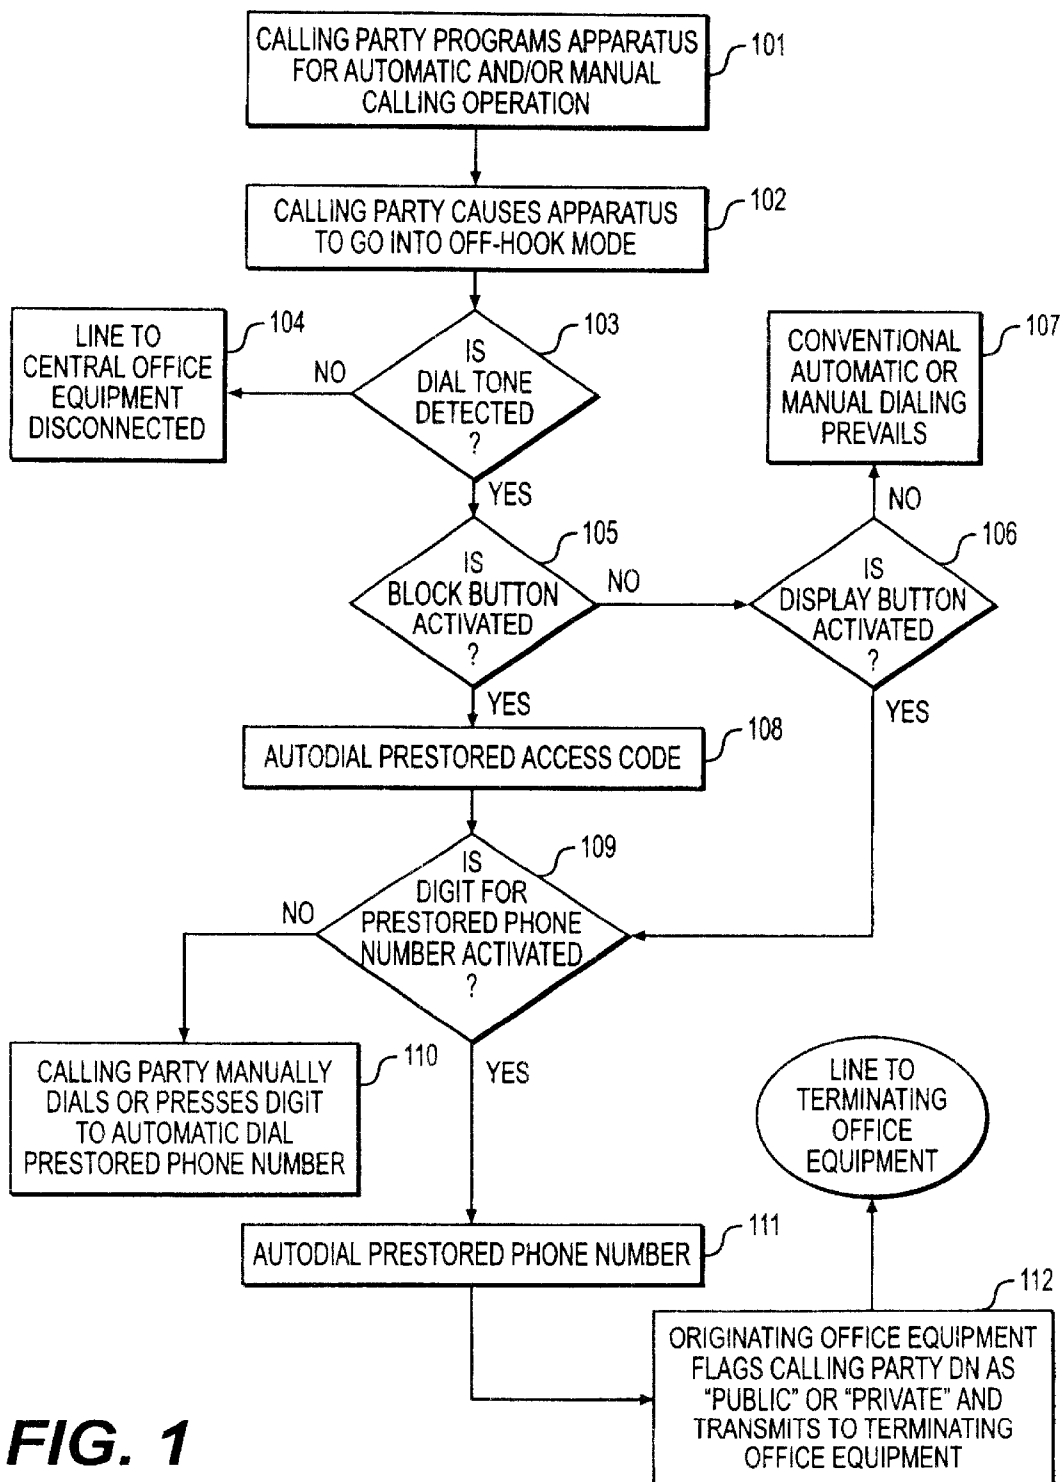 CALLING PARTY PROGRAMS APPARATUS
FOR AUTOMATIC AND/OR MANUAL
CALLING OPERATION
101
CALLING PARTY CAUSES APPARATUS
TO GO INTO OFF-HOOK MODE
102
LINE TO
CENTRAL OFFICE
EQUIPMENT
DISCONNECTED
104
NO
IS
DIAL TONE
DETECTED
?
103
YES
CONVENTIONAL
AUTOMATIC OR
MANUAL DIALING
PREVAILS
107
NO
IS
BLOCK BUTTON
ACTIVATED
?
105
NO
IS
DISPLAY BUTTON
ACTIVATED
?
106
YES
YES
AUTODIAL PRESTORED ACCESS CODE
108
IS
DIGIT FOR
PRESTORED PHONE
NUMBER ACTIVATED
?
109
NO
YES
CALLING PARTY MANUALLY
DIALS OR PRESSES DIGIT
TO AUTOMATIC DIAL
PRESTORED PHONE NUMBER
110
LINE TO
TERMINATING
OFFICE
EQUIPMENT
AUTODIAL PRESTORED PHONE NUMBER
111
ORIGINATING OFFICE EQUIPMENT
FLAGS CALLING PARTY DN AS
"PUBLIC" OR "PRIVATE" AND
TRANSMITS TO TERMINATING
OFFICE EQUIPMENT
112
FIG. 1